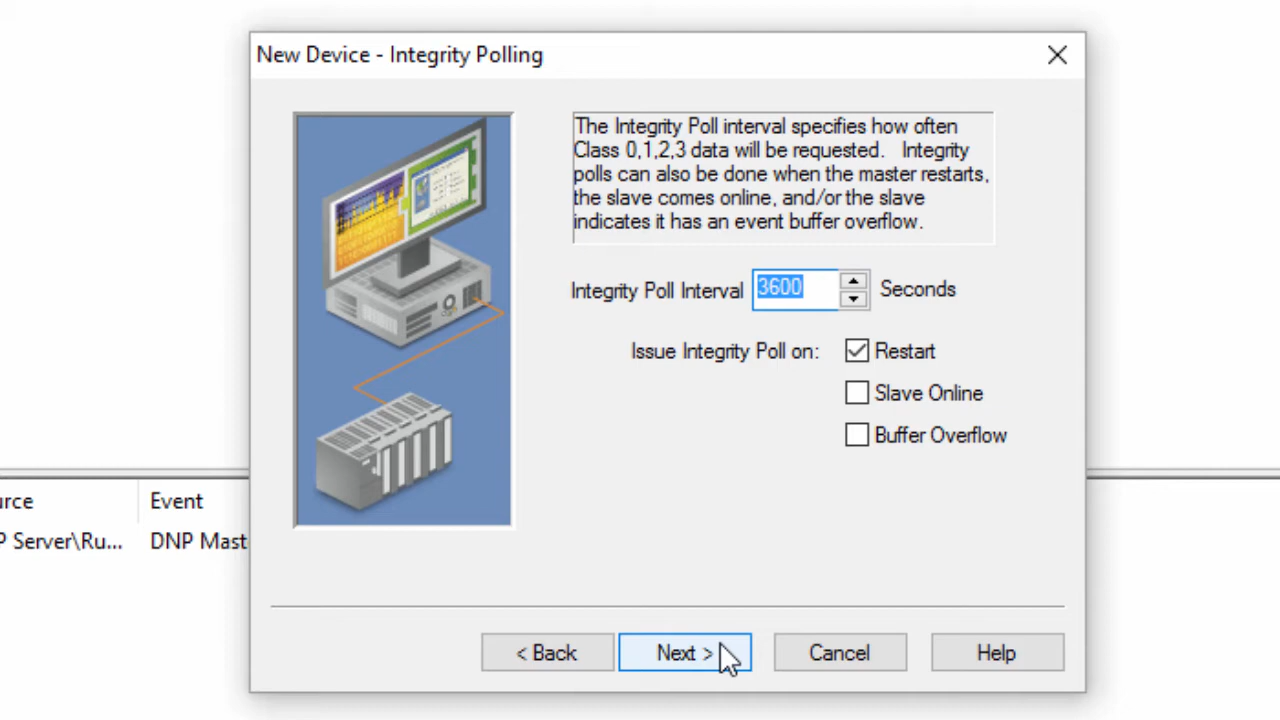 New Device - Integrity Polling
The Integrity Poll interval specifies how often
Class 0,1,2,3 data will be requested. Integrity
polls can also be done when the master restarts,
the slave comes online, and/or the slave
indicates it has an event buffer overflow.
Integrity Poll Interval 3600 Seconds
Issue Integrity Poll on: Restart
Slave Online
Buffer Overflow
urce Event
P Server\Ru... DNP Mast
< Back Next > Cancel Help